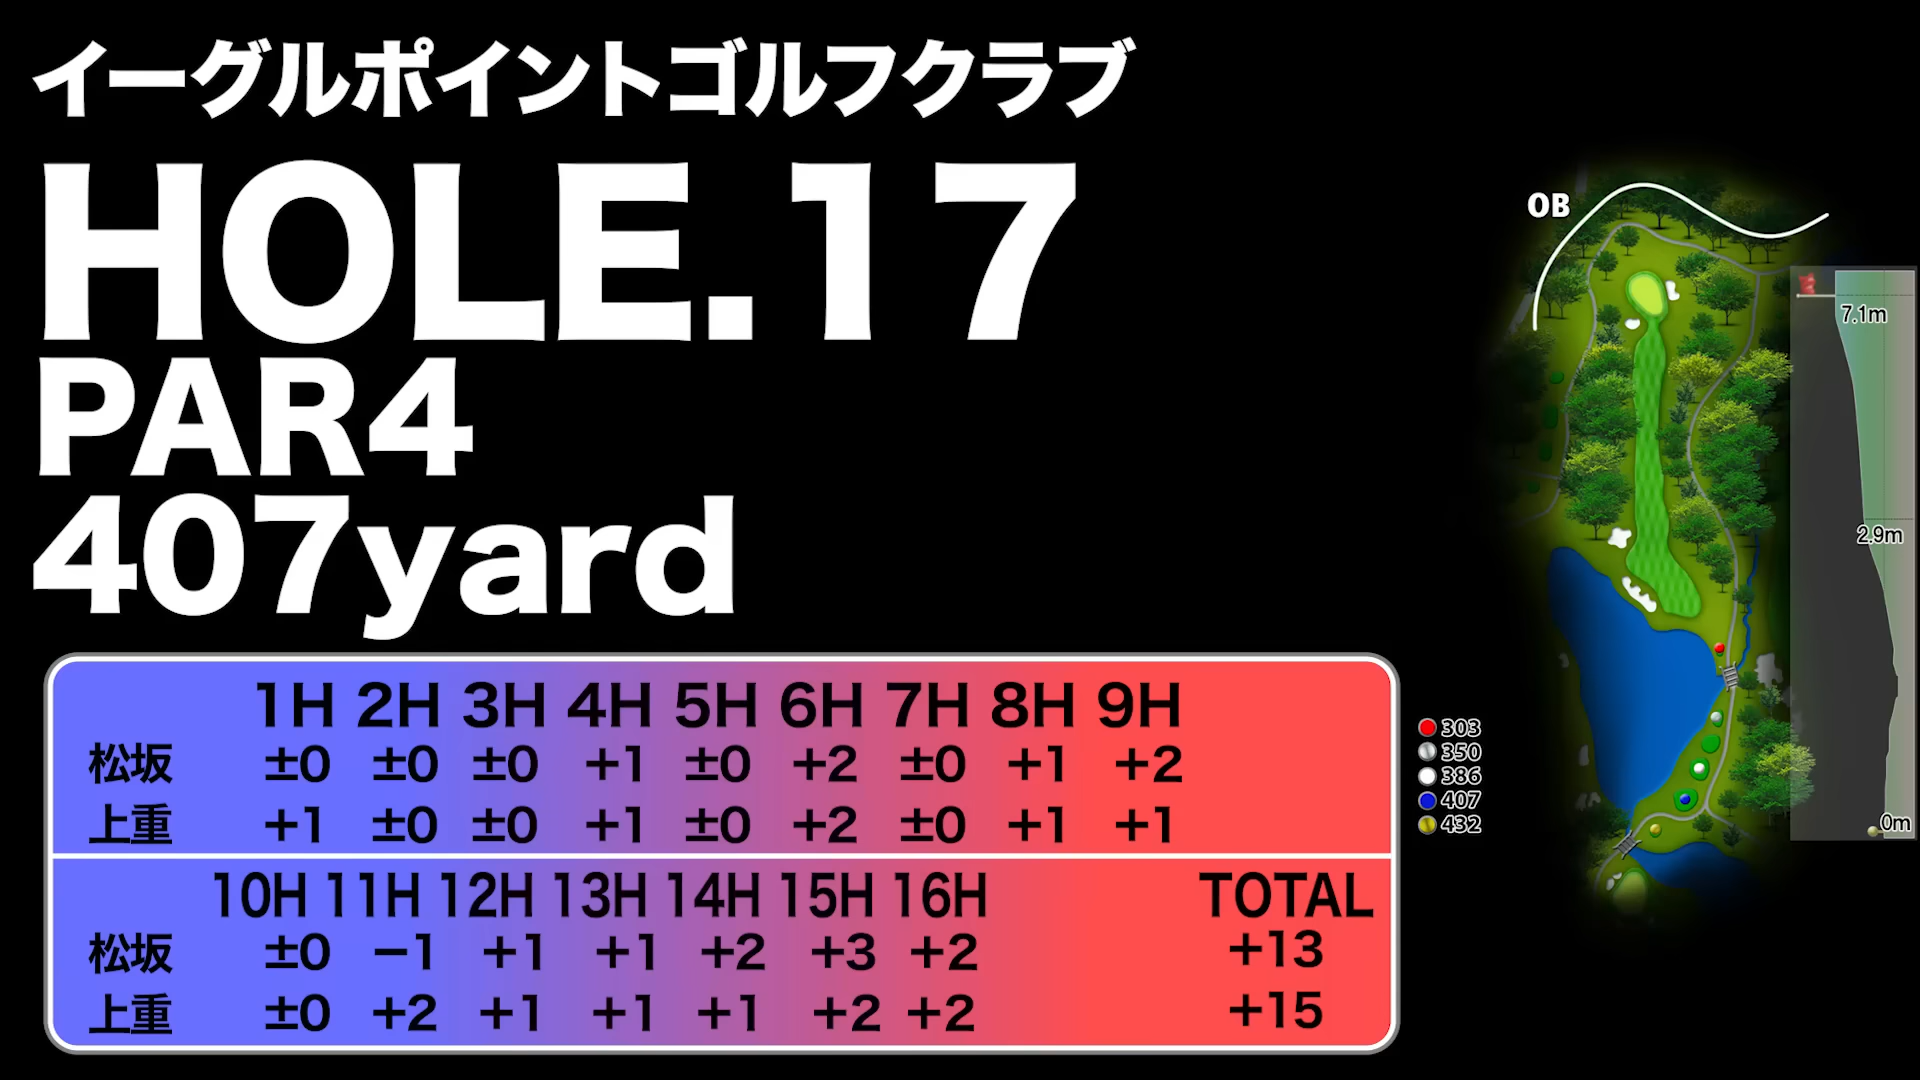 イーグルポイントゴルフクラブ
HOLE.17
PAR4
407yard
1H 2H 3H 4H 5H 6H 7H 8H 9H
松坂 ±0 ±0 ±0 +1 ±0 +2 ±0 +1 +2
上重 +1 ±0 ±0 +1 ±0 +2 ±0 +1 +1
10H 11H 12H 13H 14H 15H 16H TOTAL
松坂 ±0 −1 +1 +1 +2 +3 +2 +13
上重 ±0 +2 +1 +1 +1 +2 +2 +15
OB
7.1m
2.9m
0m
303
350
386
407
432